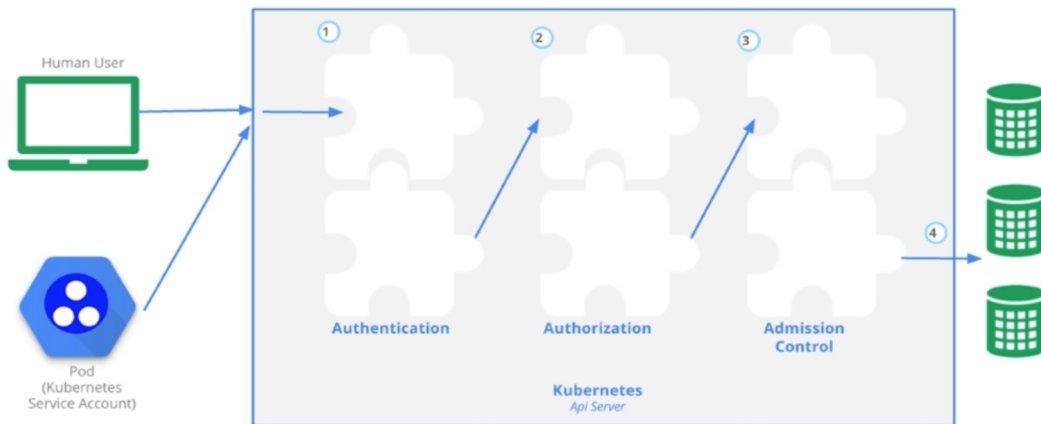 Human User
Pod
(Kubernetes
Service Account)
1
2
3
4
Authentication
Authorization
Admission
Control
Kubernetes
Api Server